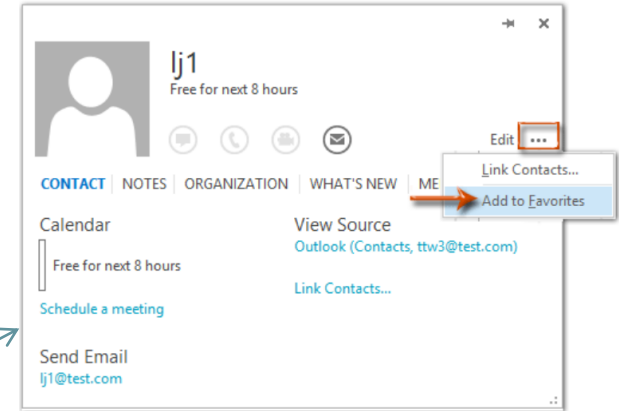 lj1
Free for next 8 hours
Edit ...
Link Contacts...
Add to Favorites
CONTACT NOTES ORGANIZATION WHAT'S NEW ME
Calendar
Free for next 8 hours
Schedule a meeting
View Source
Outlook (Contacts, ttw3@test.com)
Link Contacts...
Send Email
lj1@test.com